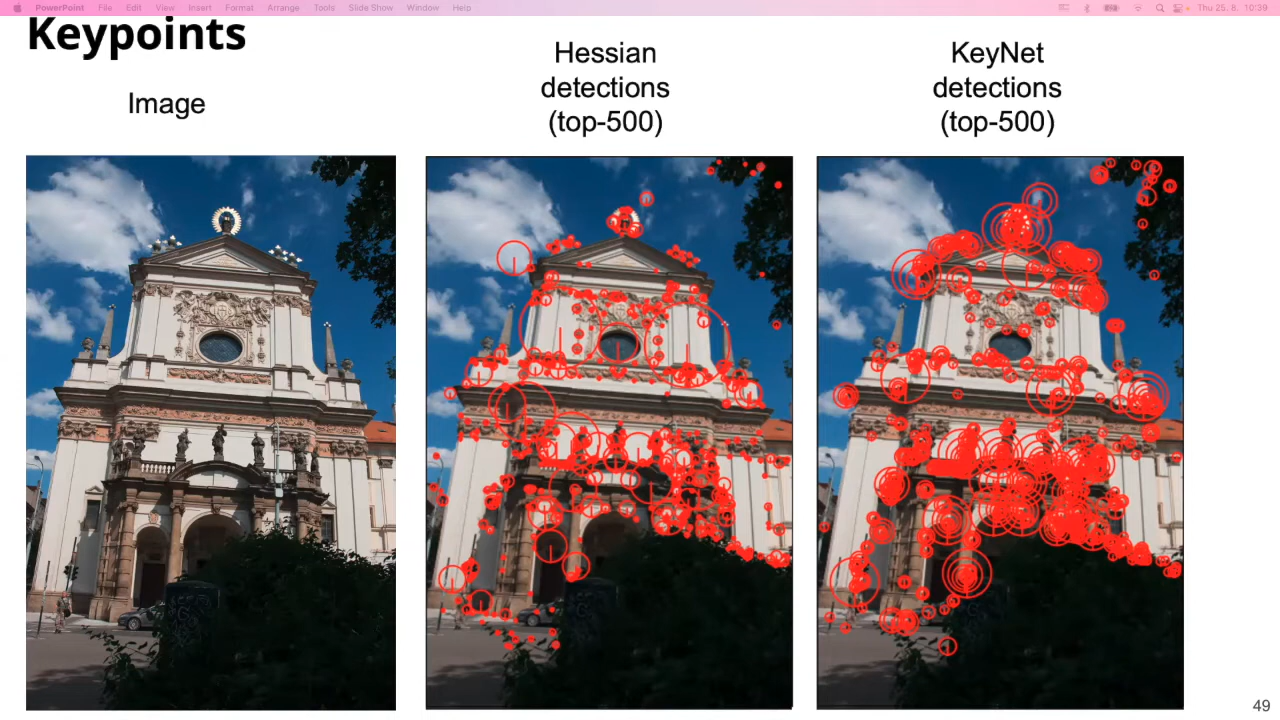 PowerPoint File Edit View Insert Format Arrange Tools Slide Show Window Help Thu 25. 8. 10:39
Keypoints
Image
Hessian
detections
(top-500)
KeyNet
detections
(top-500)
49